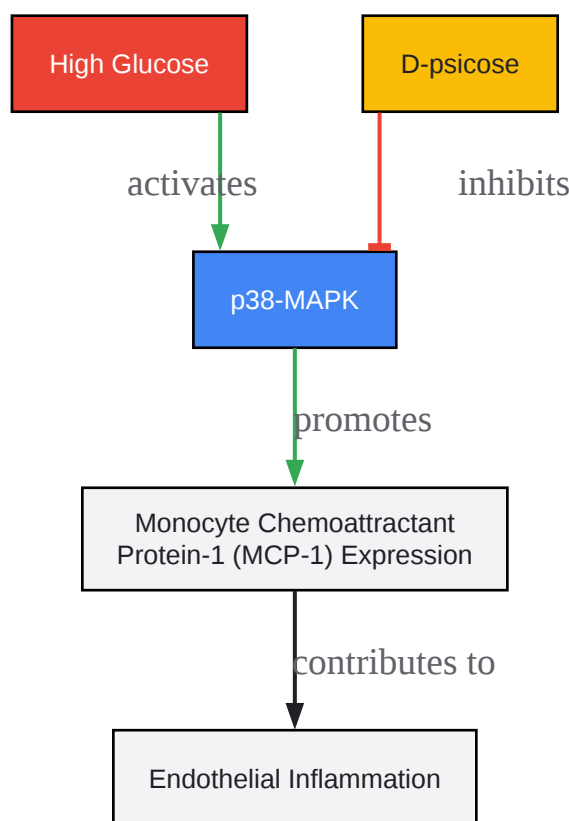 High Glucose
D-psicose
activates
inhibits
p38-MAPK
promotes
Monocyte Chemoattractant
Protein-1 (MCP-1) Expression
contributes to
Endothelial Inflammation